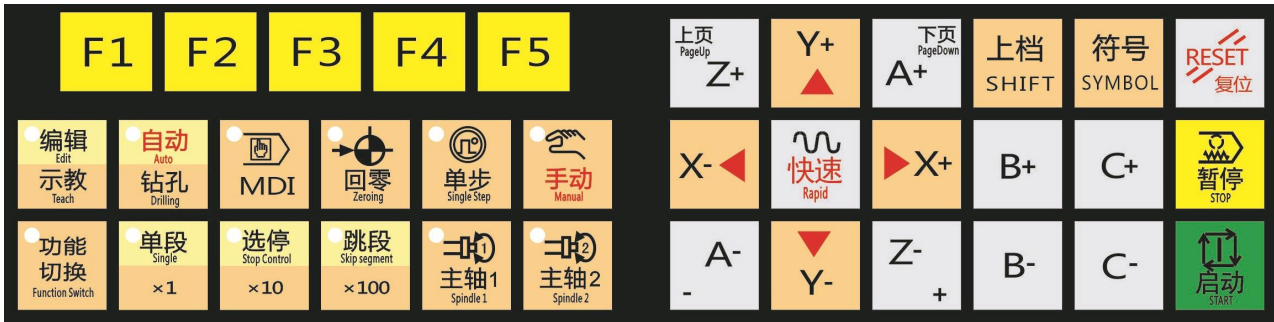 F1 F2 F3 F4 F5
上页
PageUp
Z+
Y+
下页
PageDown
A+
上档
SHIFT
符号
SYMBOL
RESET
复位
编辑
Edit
示教
Teach
自动
Auto
钻孔
Drilling
MDI
回零
Zeroing
单步
Single Step
手动
Manual
X-
快速
Rapid
X+
B+
C+
暂停
STOP
功能
切换
Function Switch
单段
Single
×1
选停
Stop Control
×10
跳段
Skip segment
×100
1
主轴1
Spindle 1
2
主轴2
Spindle 2
A-
-
Y-
Z-
+
B-
C-
启动
START